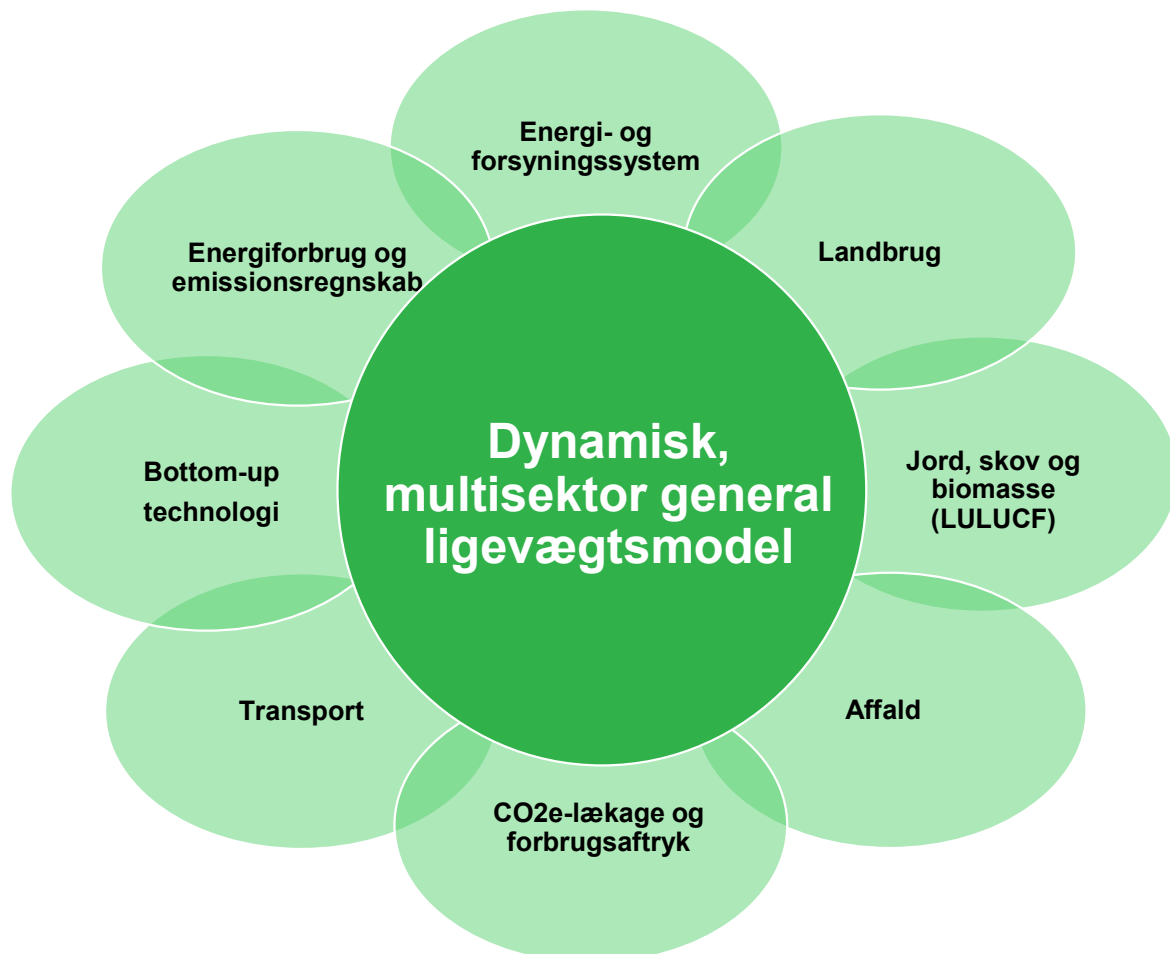 Energi- og
forsyningssystem
Landbrug
Energiforbrug og
emissionsregnskab
Dynamisk,
multisektor general
ligevægtsmodel
Bottom-up
technologi
Jord, skov og
biomasse
(LULUCF)
Transport
Affald
CO2e-lækage og
forbrugsaftryk